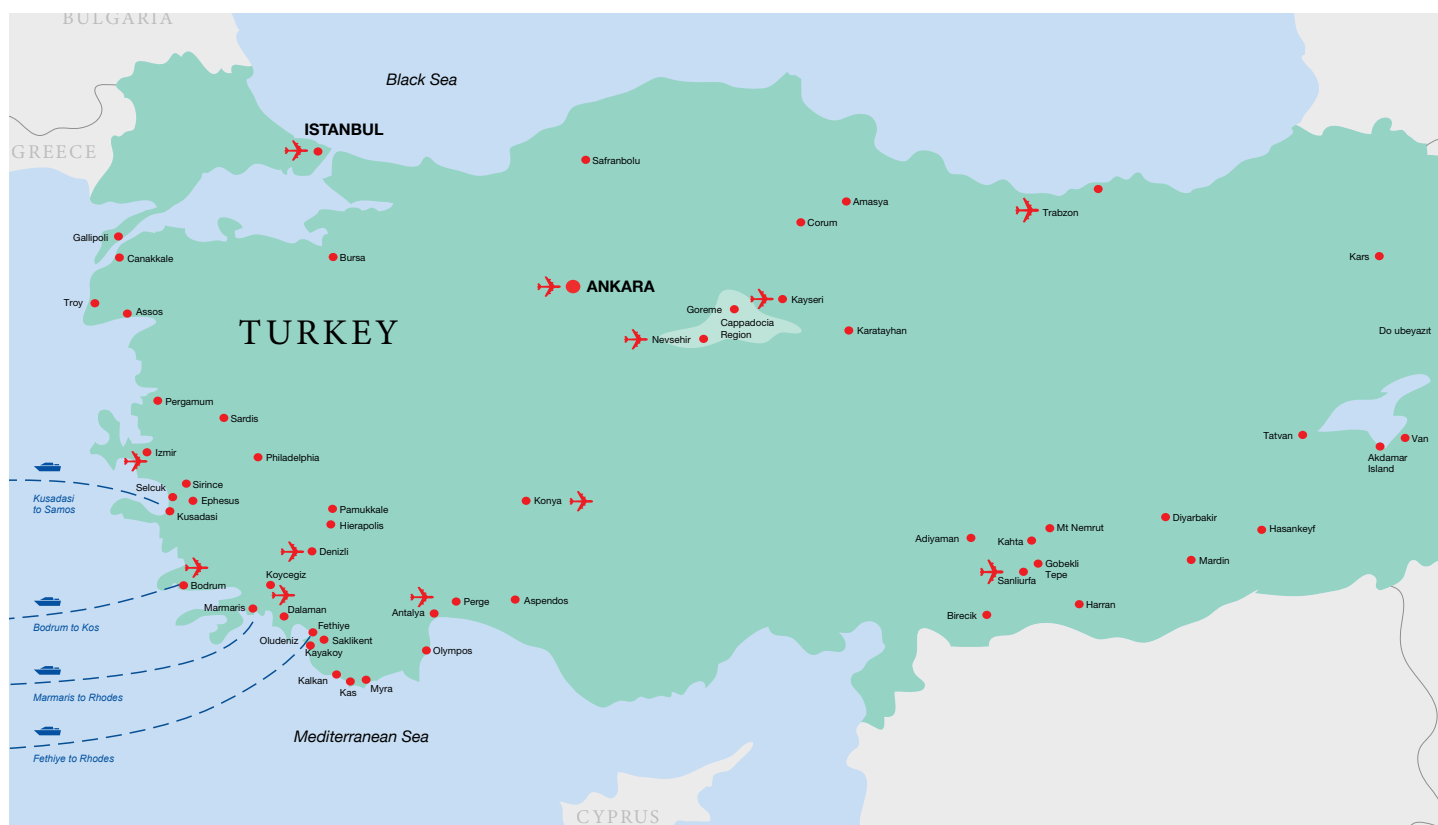 BULGARIA
Black Sea
ISTANBUL
GREECE
Safranbolu
Amasya
Trabzon
Corum
Gallipoli
Canakkale
Bursa
Kars
ANKARA
Troy
Assos
TURKEY
Goreme
Kayseri
Cappadocia
Region
Nevsehir
Karatayhan
Do ubeyazıt
Pergamum
Sardis
Izmir
Philadelphia
Tatvan
Van
Akdamar
Island
Selcuk
Sirince
Ephesus
Kusadasi
Kusadasi
to Samos
Pamukkale
Hierapolis
Konya
Denizli
Adiyaman
Mt Nemrut
Kahta
Diyarbakir
Hasankeyf
Gobekli
Tepe
Sanliurfa
Mardin
Koycegiz
Bodrum
Marmaris
Dalaman
Antalya
Perge
Aspendos
Birecik
Harran
Bodrum to Kos
Fethiye
Oludeniz
Saklikent
Kayakoy
Olympos
Kalkan
Kas
Myra
Marmaris to Rhodes
Mediterranean Sea
Fethiye to Rhodes
CYPRUS